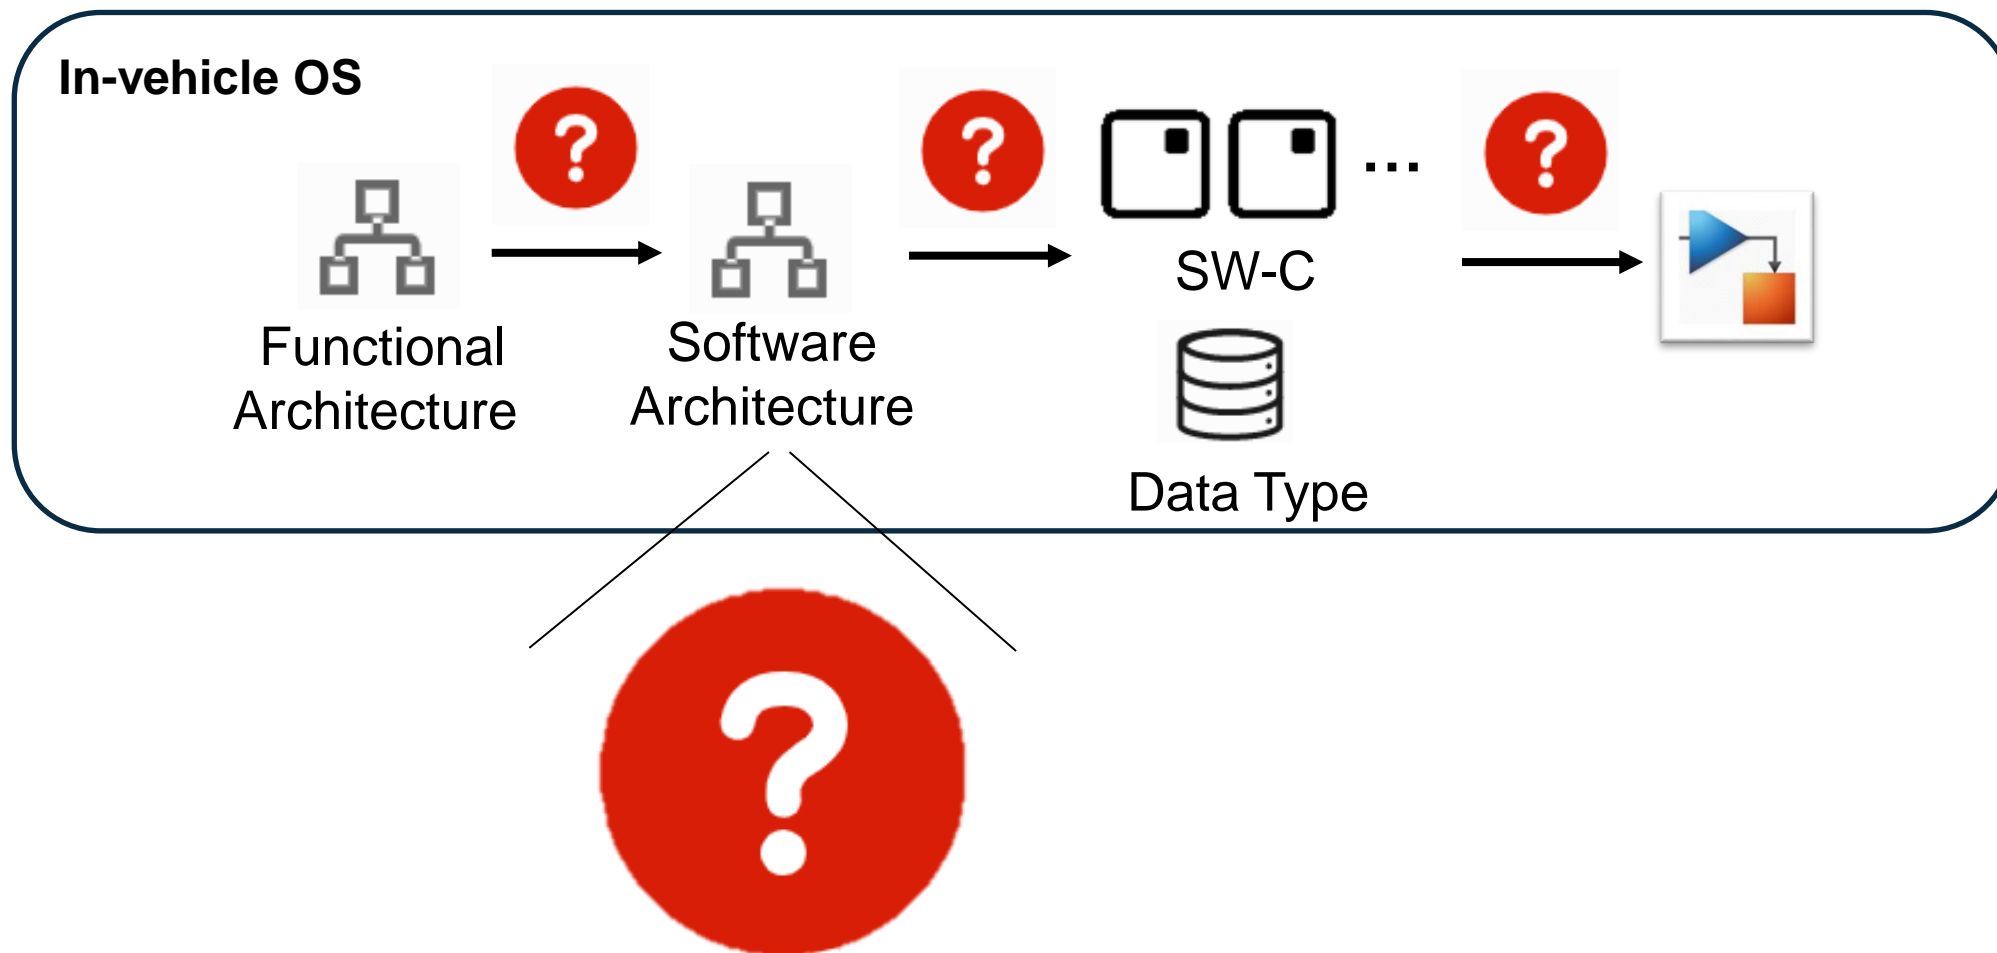 In-vehicle OS
?
?
?
...
SW-C
Functional
Architecture
Software
Architecture
Data Type
?